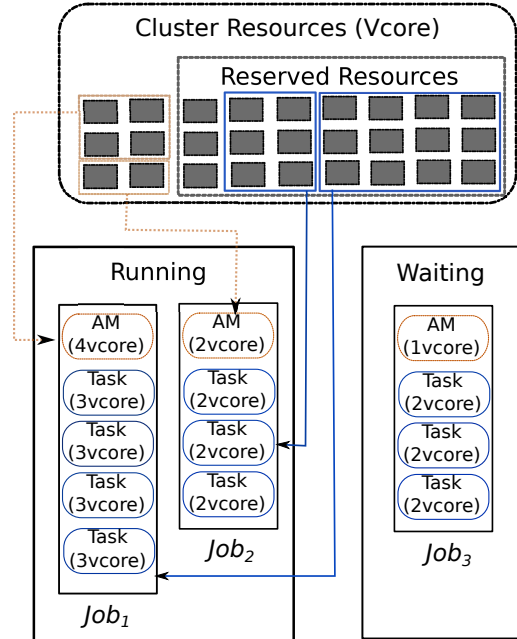 Cluster Resources (Vcore)
Reserved Resources
Running
AM
(4vcore)
Task
(3vcore)
Task
(3vcore)
Task
(3vcore)
Task
(3vcore)
Job1
AM
(2vcore)
Task
(2vcore)
Task
(2vcore)
Task
(2vcore)
Job2
Waiting
AM
(1vcore)
Task
(2vcore)
Task
(2vcore)
Task
(2vcore)
Job3